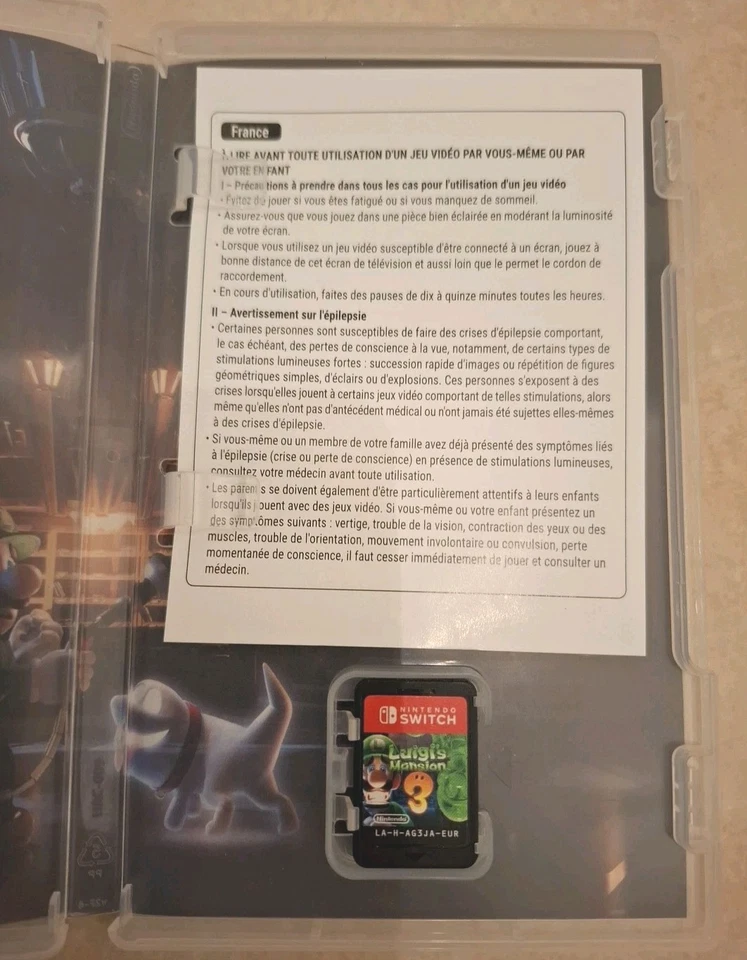 France
À LIRE AVANT TOUTE UTILISATION D'UN JEU VIDÉO PAR VOUS-MÊME OU PAR
VOTRE ENFANT
I – Précautions à prendre dans tous les cas pour l'utilisation d'un jeu vidéo
• Évitez de jouer si vous êtes fatigué ou si vous manquez de sommeil.
• Assurez-vous que vous jouez dans une pièce bien éclairée en modérant la luminosité
de votre écran.
• Lorsque vous utilisez un jeu vidéo susceptible d'être connecté à un écran, jouez à
bonne distance de cet écran de télévision et aussi loin que le permet le cordon de
raccordement.
• En cours d'utilisation, faites des pauses de dix à quinze minutes toutes les heures.
II – Avertissement sur l'épilepsie
• Certaines personnes sont susceptibles de faire des crises d'épilepsie comportant,
le cas échéant, des pertes de conscience à la vue, notamment, de certains types de
stimulations lumineuses fortes : succession rapide d'images ou répétition de figures
géométriques simples, d'éclairs ou d'explosions. Ces personnes s'exposent à des
crises lorsqu'elles jouent à certains jeux vidéo comportant de telles stimulations, alors
même qu'elles n'ont pas d'antécédent médical ou n'ont jamais été sujettes elles-mêmes
à des crises d'épilepsie.
• Si vous-même ou un membre de votre famille avez déjà présenté des symptômes liés
à l'épilepsie (crise ou perte de conscience) en présence de stimulations lumineuses,
consultez votre médecin avant toute utilisation.
• Les parents se doivent également d'être particulièrement attentifs à leurs enfants
lorsqu'ils jouent avec des jeux vidéo. Si vous-même ou votre enfant présentez un
des symptômes suivants : vertige, trouble de la vision, contraction des yeux ou des
muscles, trouble de l'orientation, mouvement involontaire ou convulsion, perte
momentanée de conscience, il faut cesser immédiatement de jouer et consulter un
médecin.
NINTENDO
SWITCH
Luigi's
Mansion
3
Nintendo
LA-H-AG3JA-EUR
Nintendo
PP